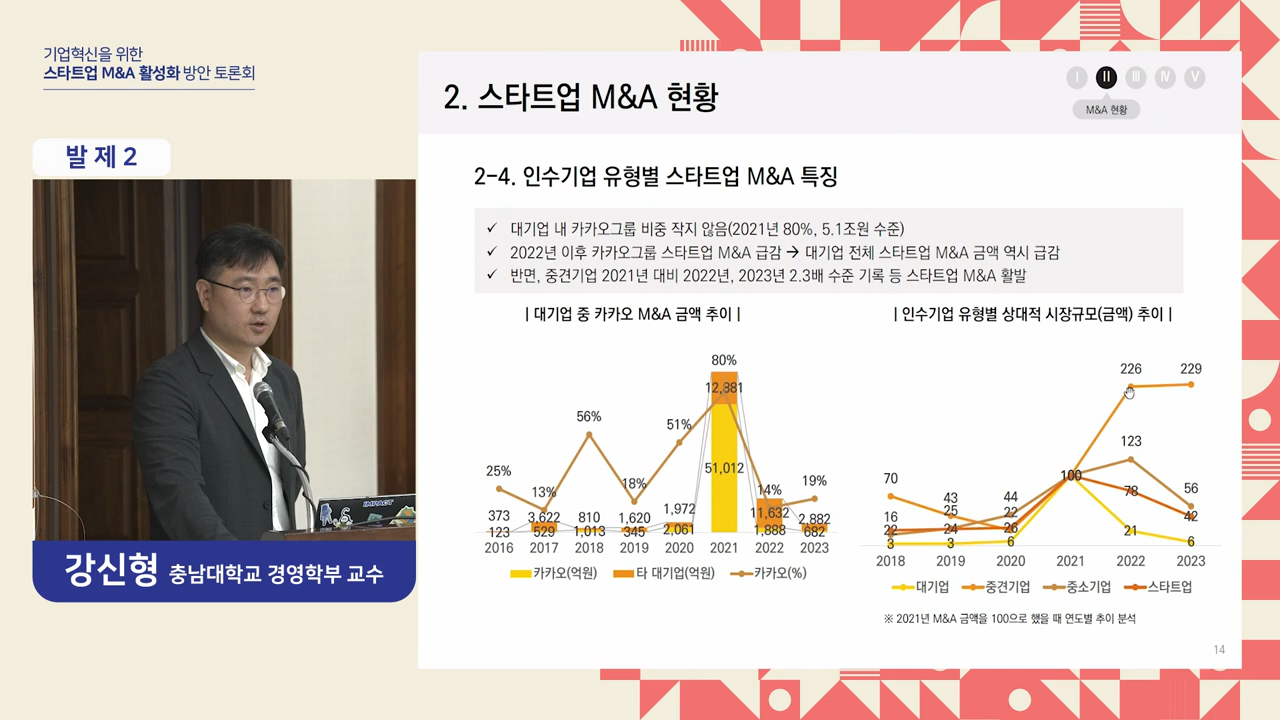 기업혁신을 위한
스타트업 M&A 활성화 방안 토론회
발 제 2
IMPACT
강신형 충남대학교 경영학부 교수
2. 스타트업 M&A 현황
I II III IV V
M&A 현황
2-4. 인수기업 유형별 스타트업 M&A 특징
✓ 대기업 내 카카오그룹 비중 작지 않음(2021년 80%, 5.1조원 수준)
✓ 2022년 이후 카카오그룹 스타트업 M&A 급감 → 대기업 전체 스타트업 M&A 금액 역시 급감
✓ 반면, 중견기업 2021년 대비 2022년, 2023년 2.3배 수준 기록 등 스타트업 M&A 활발
| 대기업 중 카카오 M&A 금액 추이 |
25% 13% 56% 18% 51% 80% 14% 19%
373 3,622 810 1,620 1,972 12,881 11,632 2,882
123 529 1,013 345 2,061 51,012 1,888 682
2016 2017 2018 2019 2020 2021 2022 2023
카카오(억원) 타 대기업(억원) 카카오(%)
| 인수기업 유형별 상대적 시장규모(금액) 추이 |
226 229
123
70 43 44 100 78 56
16 25 22 42
22 24 26 21
3 3 6 6
2018 2019 2020 2021 2022 2023
대기업 중견기업 중소기업 스타트업
※ 2021년 M&A 금액을 100으로 했을 때 연도별 추이 분석
14